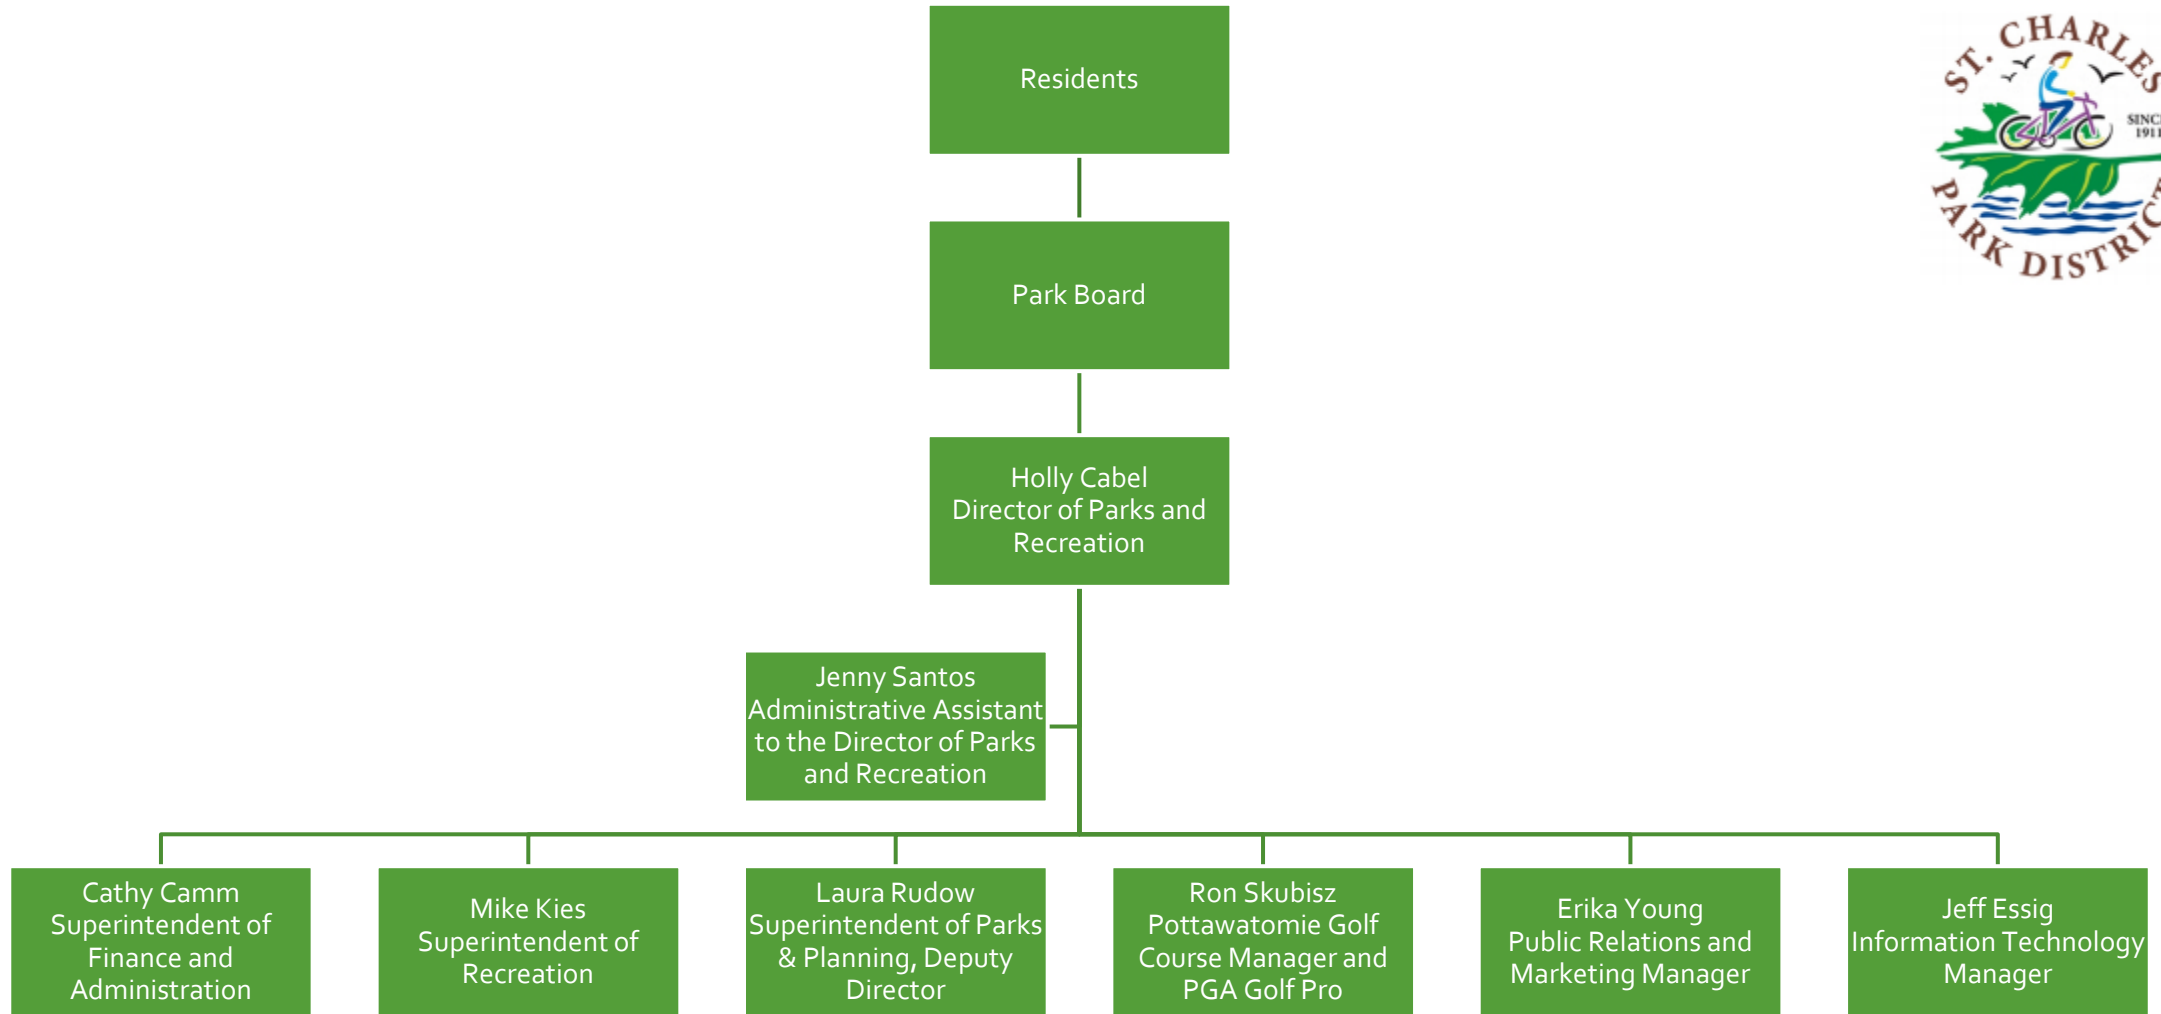 Residents
ST. CHARLES
SINCE
1911
PARK DISTRICT
Park Board
Holly Cabel
Director of Parks and
Recreation
Jenny Santos
Administrative Assistant
to the Director of Parks
and Recreation
Cathy Camm
Superintendent of
Finance and
Administration
Mike Kies
Superintendent of
Recreation
Laura Rudow
Superintendent of Parks
& Planning, Deputy
Director
Ron Skubisz
Pottawatomie Golf
Course Manager and
PGA Golf Pro
Erika Young
Public Relations and
Marketing Manager
Jeff Essig
Information Technology
Manager